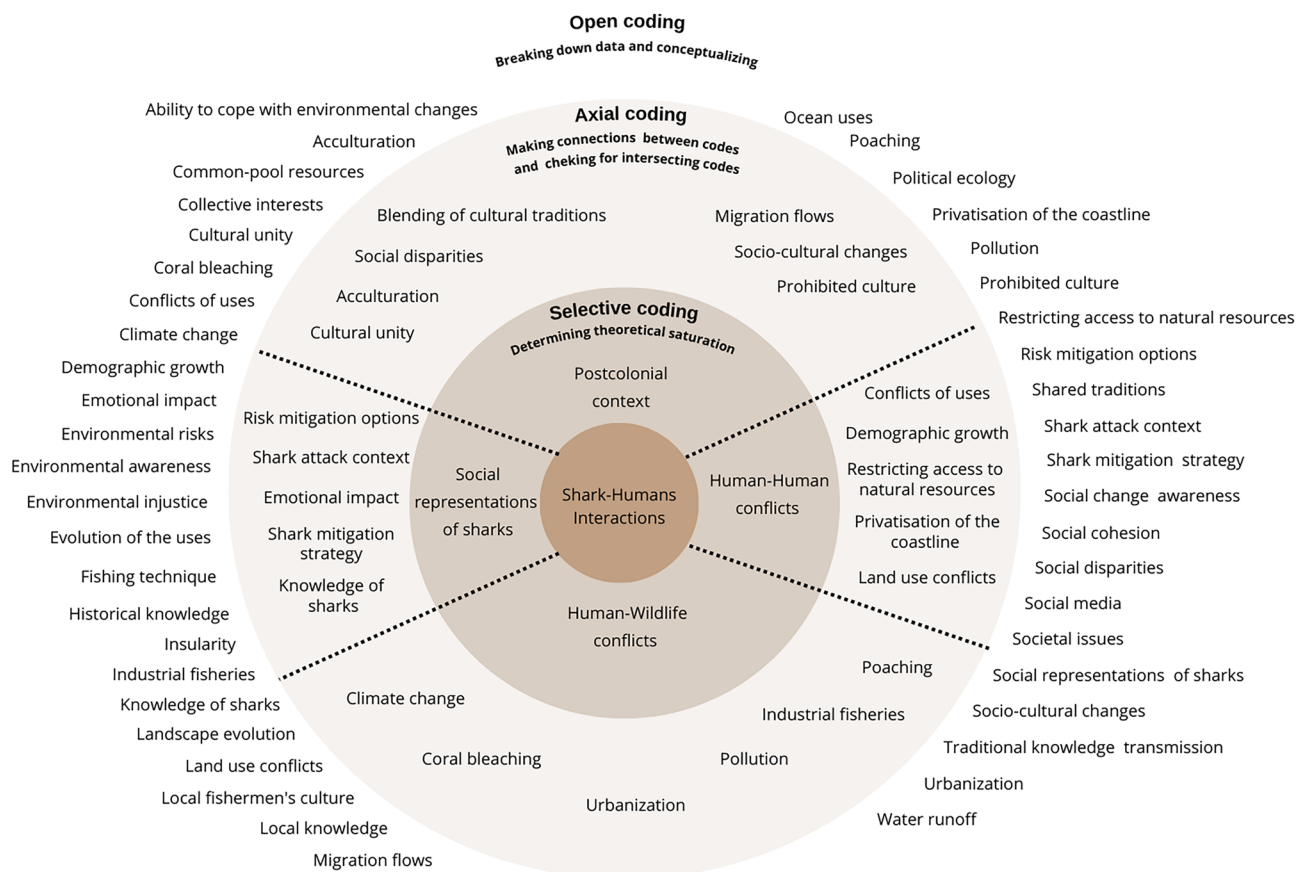 Open coding
Breaking down data and conceptualizing
Ability to cope with environmental changes
Acculturation
Common-pool resources
Collective interests
Cultural unity
Coral bleaching
Conflicts of uses
Climate change
Demographic growth
Emotional impact
Environmental risks
Environmental awareness
Environmental injustice
Evolution of the uses
Fishing technique
Historical knowledge
Insularity
Industrial fisheries
Knowledge of sharks
Landscape evolution
Land use conflicts
Local fishermen's culture
Local knowledge
Migration flows
Ocean uses
Poaching
Political ecology
Privatisation of the coastline
Pollution
Prohibited culture
Restricting access to natural resources
Risk mitigation options
Shared traditions
Shark attack context
Shark mitigation strategy
Social change awareness
Social cohesion
Social disparities
Social media
Societal issues
Social representations of sharks
Socio-cultural changes
Traditional knowledge transmission
Urbanization
Water runoff
Axial coding
Making connections between codes
and cheking for intersecting codes
Blending of cultural traditions
Social disparities
Acculturation
Cultural unity
Migration flows
Socio-cultural changes
Prohibited culture
Risk mitigation options
Shark attack context
Emotional impact
Shark mitigation
strategy
Knowledge of
sharks
Conflicts of uses
Demographic growth
Restricting access to
natural resources
Privatisation of the
coastline
Land use conflicts
Climate change
Coral bleaching
Urbanization
Pollution
Industrial fisheries
Poaching
Selective coding
Determining theoretical saturation
Postcolonial
context
Social
representations
of sharks
Human-Human
conflicts
Human-Wildlife
conflicts
Shark-Humans
Interactions